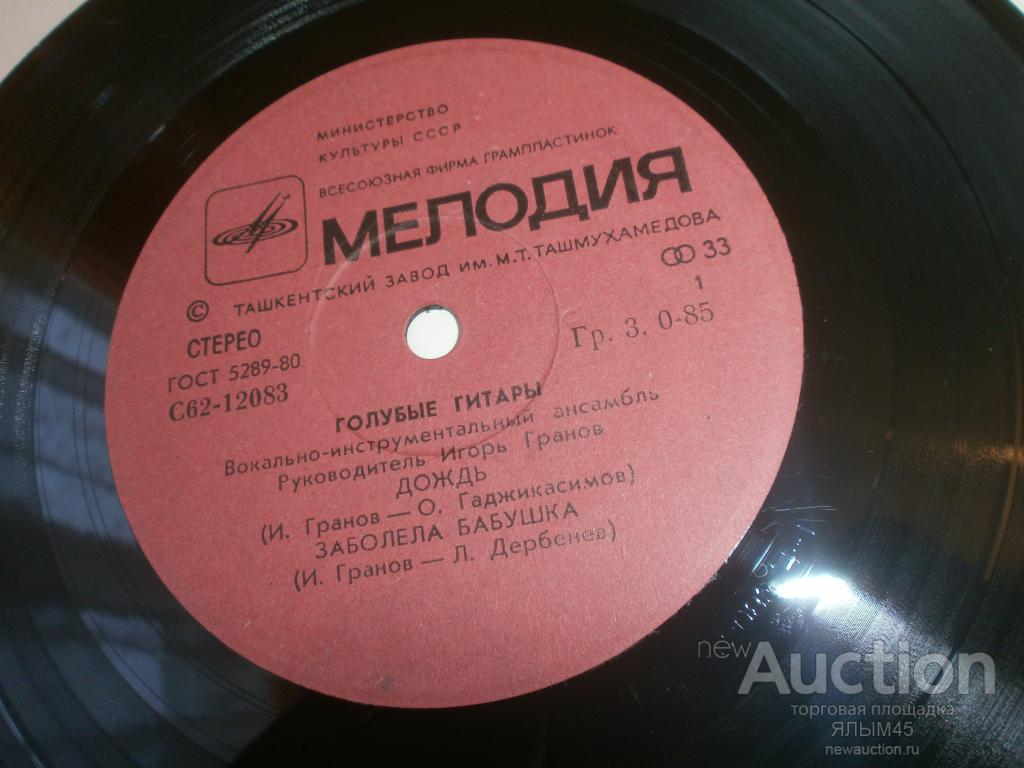 МИНИСТЕРСТВО
КУЛЬТУРЫ СССР
ВСЕСОЮЗНАЯ ФИРМА ГРАМПЛАСТИНОК
МЕЛОДИЯ
© ТАШКЕНТСКИЙ ЗАВОД ИМ. М.Т. ТАШМУХАМЕДОВА
СТЕРЕО
33
1
ГОСТ 5289-80
С62-12083
Гр. 3. 0-85
ГОЛУБЫЕ ГИТАРЫ
Вокально-инструментальный ансамбль
Руководитель Игорь Гранов
ДОЖДЬ
(И. Гранов — О. Гаджикасимов)
ЗАБОЛЕЛА БАБУШКА
(И. Гранов — Л. Дербенев)
new Auction
торговая площадка
ЯЛЫМ45
newauction.ru